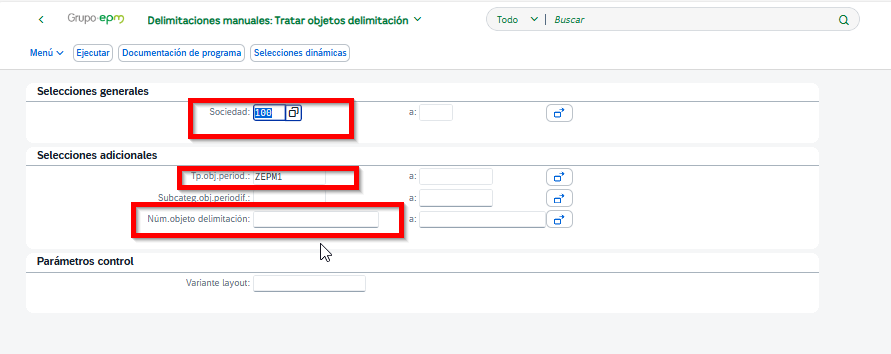 Grupo·epm Delimitaciones manuales: Tratar objetos delimitación Todo Buscar
Menú Ejecutar Documentación de programa Selecciones dinámicas
Selecciones generales
Sociedad: 100 a:
Selecciones adicionales
Tp.obj.period.: ZEPM1 a:
Subcateg.obj.periodif.: a:
Núm.objeto delimitación: a:
Parámetros control
Variante layout: